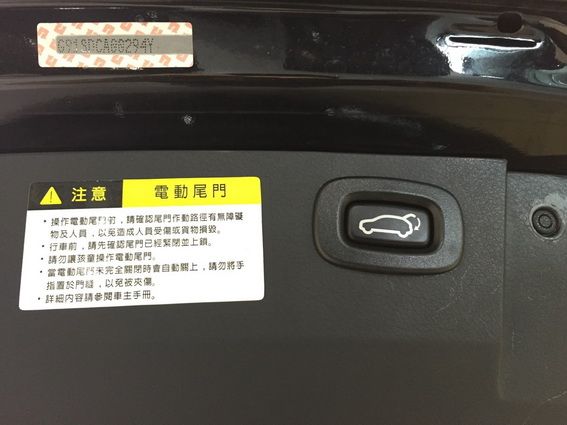 G91SDCA00294Y
注意 電動尾門
・操作電動尾門前，請確認尾門作動路徑有無障礙
物及人員，以免造成人員受傷或貨物損毀。
・行車前，請先確認尾門已經緊閉並上鎖。
・請勿讓孩童操作電動尾門。
・當電動尾門未完全關閉時會自動關上，請勿將手
指置於門縫，以免被夾傷。
・詳細內容請參閱車主手冊。